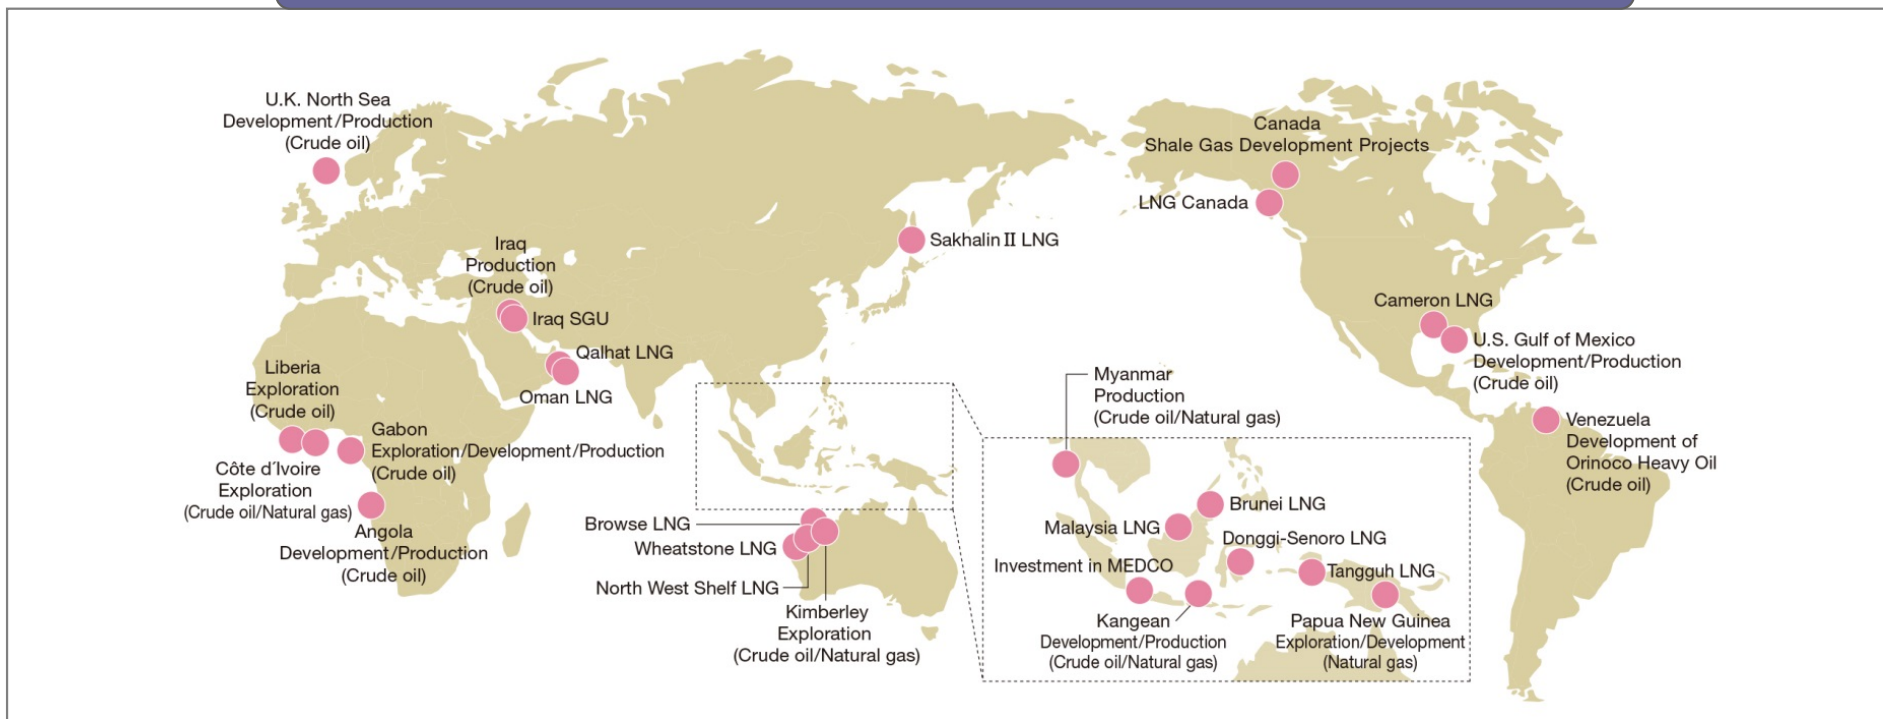 U.K. North Sea
Development/Production
(Crude oil)
Iraq
Production
(Crude oil)
Iraq SGU
Qalhat LNG
Oman LNG
Liberia
Exploration
(Crude oil)
Gabon
Exploration/Development/Production
(Crude oil)
Côte d´Ivoire
Exploration
(Crude oil/Natural gas)
Angola
Development/Production
(Crude oil)
Sakhalin II LNG
Browse LNG
Wheatstone LNG
North West Shelf LNG
Kimberley
Exploration
(Crude oil/Natural gas)
Myanmar
Production
(Crude oil/Natural gas)
Brunei LNG
Malaysia LNG
Donggi-Senoro LNG
Investment in MEDCO
Tangguh LNG
Kangean
Development/Production
(Crude oil/Natural gas)
Papua New Guinea
Exploration/Development
(Natural gas)
Canada
Shale Gas Development Projects
LNG Canada
Cameron LNG
U.S. Gulf of Mexico
Development/Production
(Crude oil)
Venezuela
Development of
Orinoco Heavy Oil
(Crude oil)